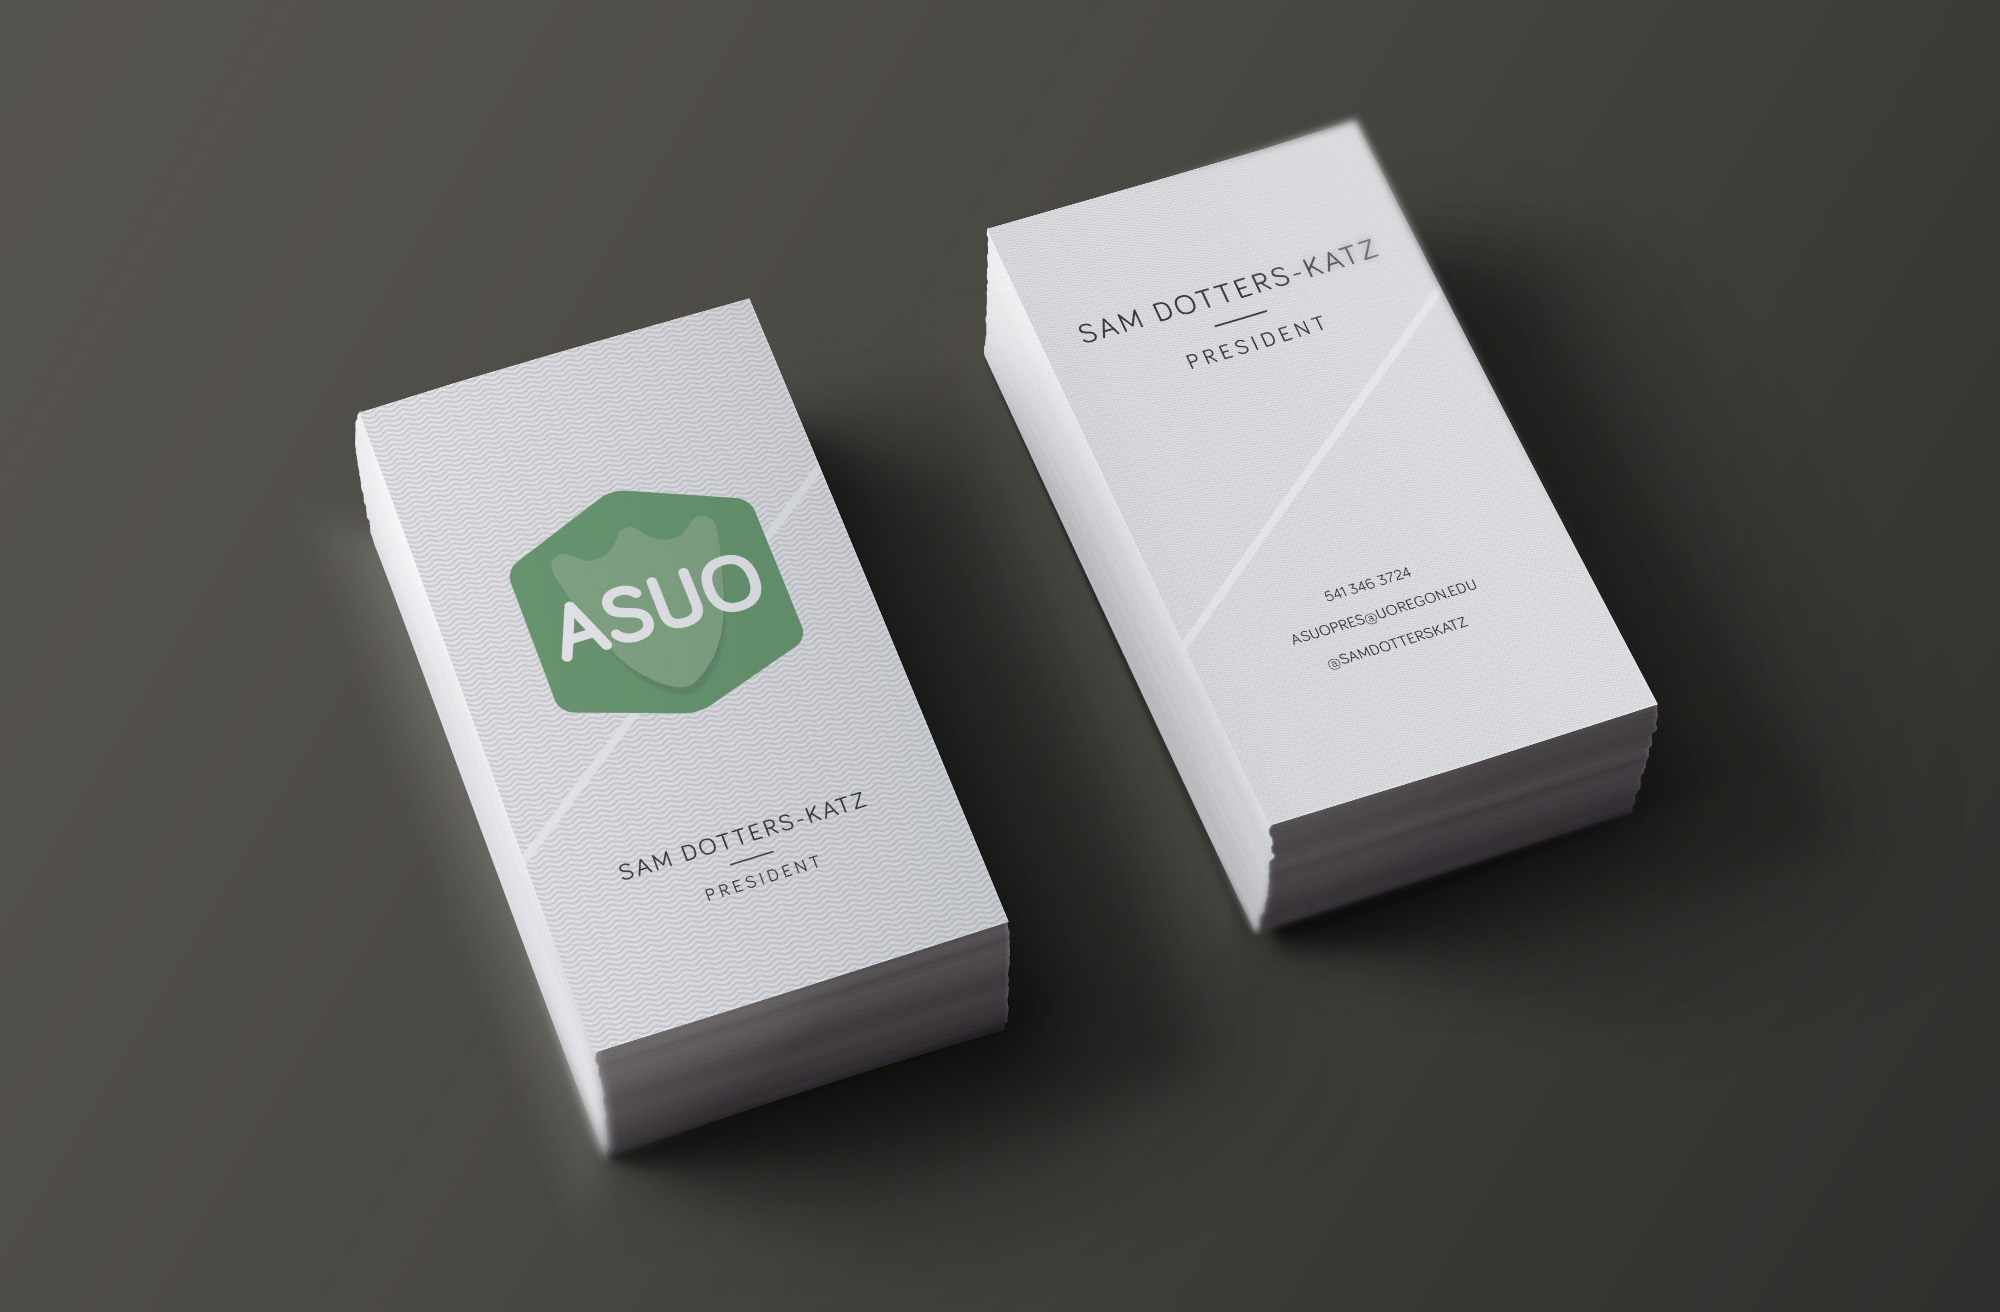 ASUO
SAM DOTTERS-KATZ
PRESIDENT
SAM DOTTERS-KATZ
PRESIDENT
541 346 3724
ASUOPRES@UOREGON.EDU
@SAMDOTTERSKATZ